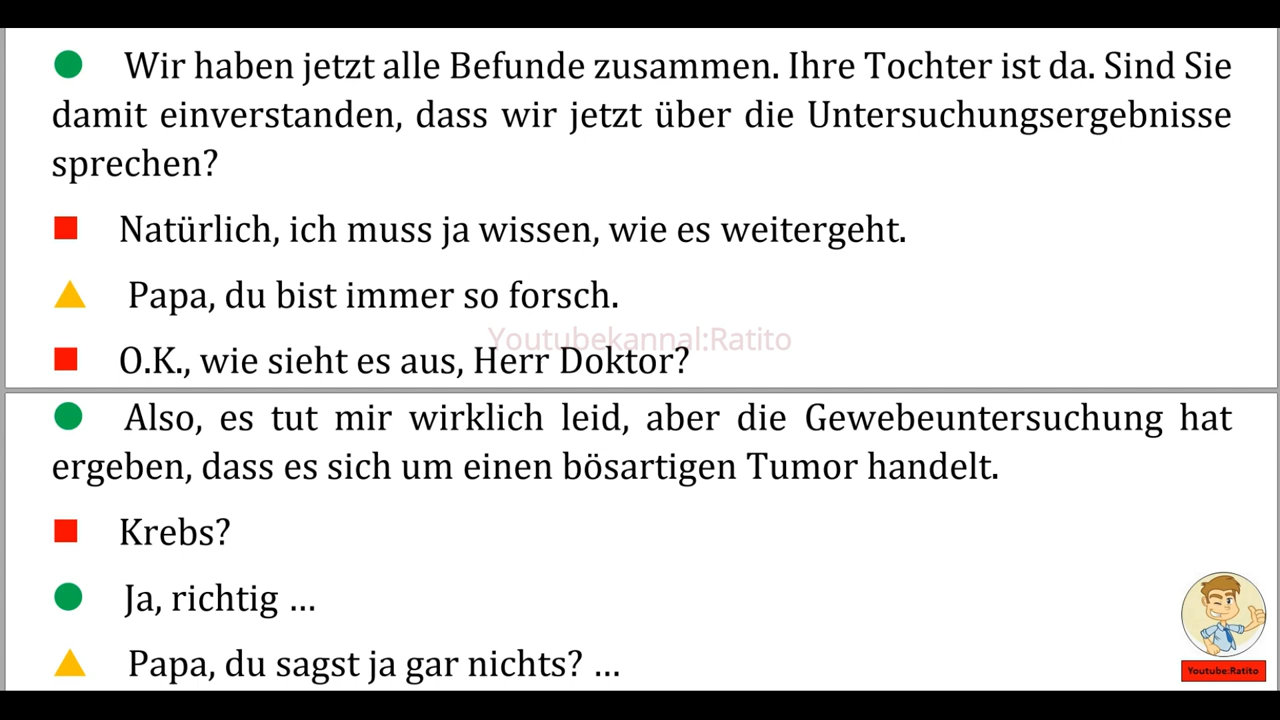 Wir haben jetzt alle Befunde zusammen. Ihre Tochter ist da. Sind Sie
damit einverstanden, dass wir jetzt über die Untersuchungsergebnisse
sprechen?
Natürlich, ich muss ja wissen, wie es weitergeht.
Papa, du bist immer so forsch.
Youtubekannal:Ratito
O.K., wie sieht es aus, Herr Doktor?
Also, es tut mir wirklich leid, aber die Gewebeuntersuchung hat
ergeben, dass es sich um einen bösartigen Tumor handelt.
Krebs?
Ja, richtig ...
Papa, du sagst ja gar nichts? ...
Youtube:Ratito